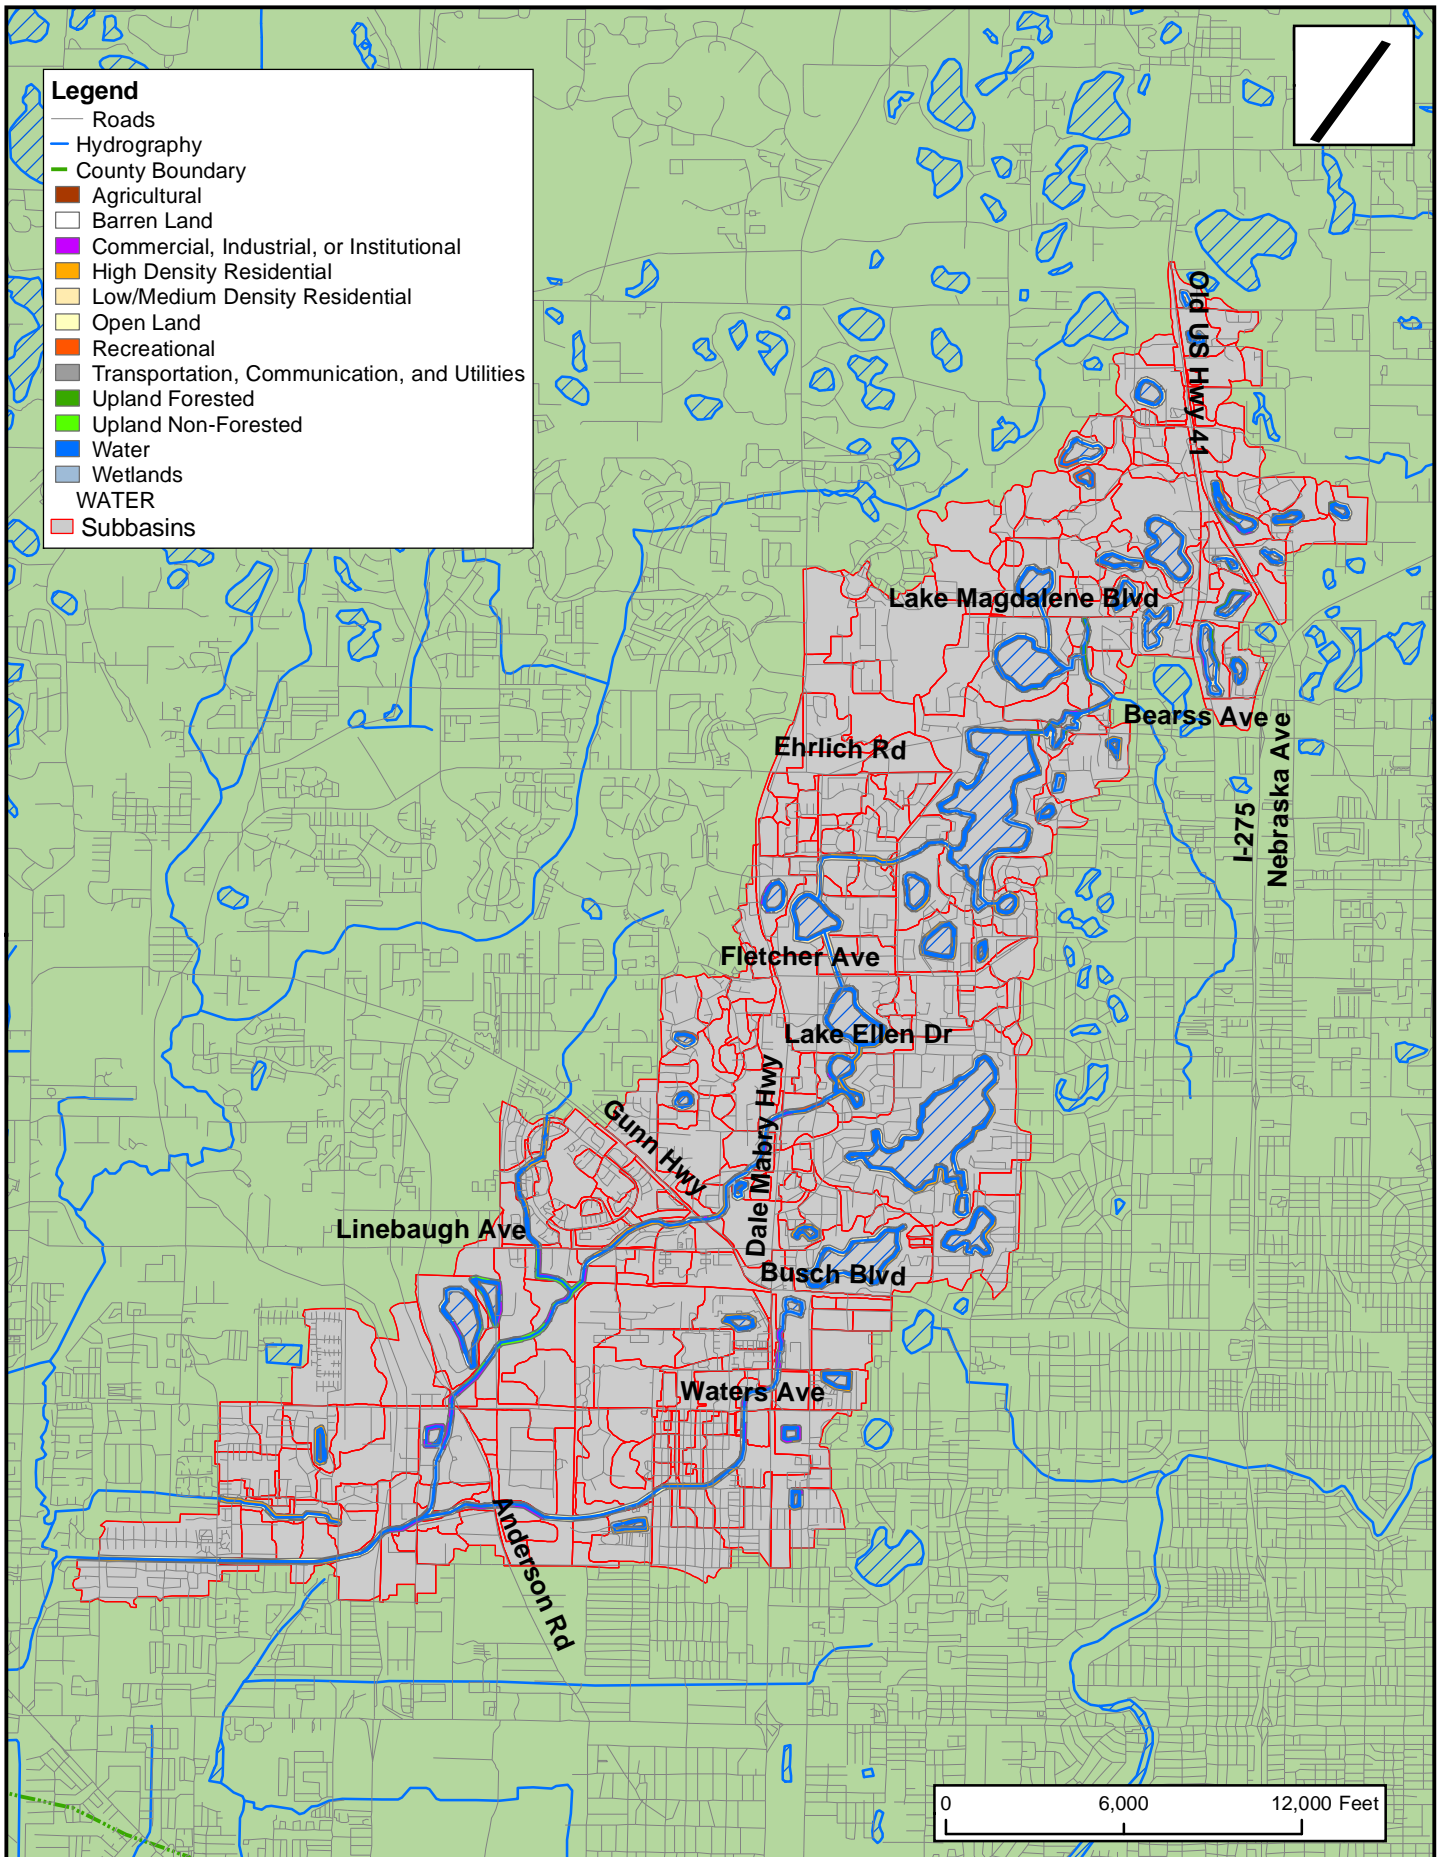 Legend
Roads
Hydrography
County Boundary
Agricultural
Barren Land
Commercial, Industrial, or Institutional
High Density Residential
Low/Medium Density Residential
Open Land
Recreational
Transportation, Communication, and Utilities
Upland Forested
Upland Non-Forested
Water
Wetlands
WATER
Subbasins
Old US Hwy 41
Lake Magdalene Blvd
Bearss Ave
Nebraska Ave
I-275
Ehrlich Rd
Fletcher Ave
Lake Ellen Dr
Dale Mabry Hwy
Gunn Hwy
Linebaugh Ave
Busch Blvd
Waters Ave
Anderson Rd
0 6,000 12,000 Feet